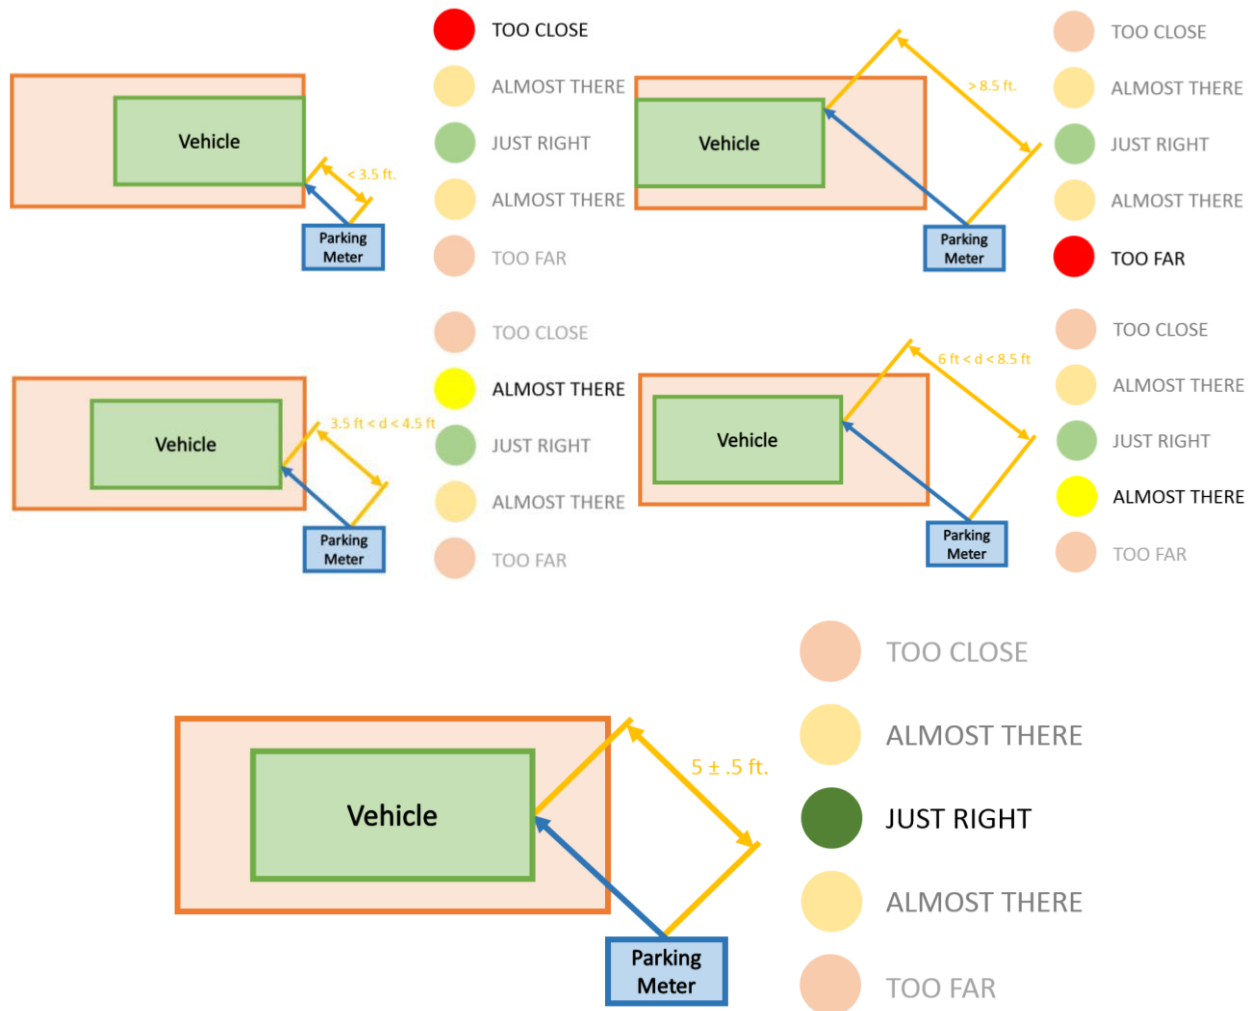 TOO CLOSE
ALMOST THERE
Vehicle
JUST RIGHT
< 3.5 ft.
ALMOST THERE
Parking
Meter
TOO FAR
TOO CLOSE
> 8.5 ft.
ALMOST THERE
Vehicle
JUST RIGHT
ALMOST THERE
Parking
Meter
TOO FAR
TOO CLOSE
ALMOST THERE
3.5 ft < d < 4.5 ft
Vehicle
JUST RIGHT
ALMOST THERE
Parking
Meter
TOO FAR
TOO CLOSE
6 ft < d < 8.5 ft
ALMOST THERE
Vehicle
JUST RIGHT
ALMOST THERE
Parking
Meter
TOO FAR
TOO CLOSE
ALMOST THERE
5 ± .5 ft.
Vehicle
JUST RIGHT
ALMOST THERE
Parking
Meter
TOO FAR